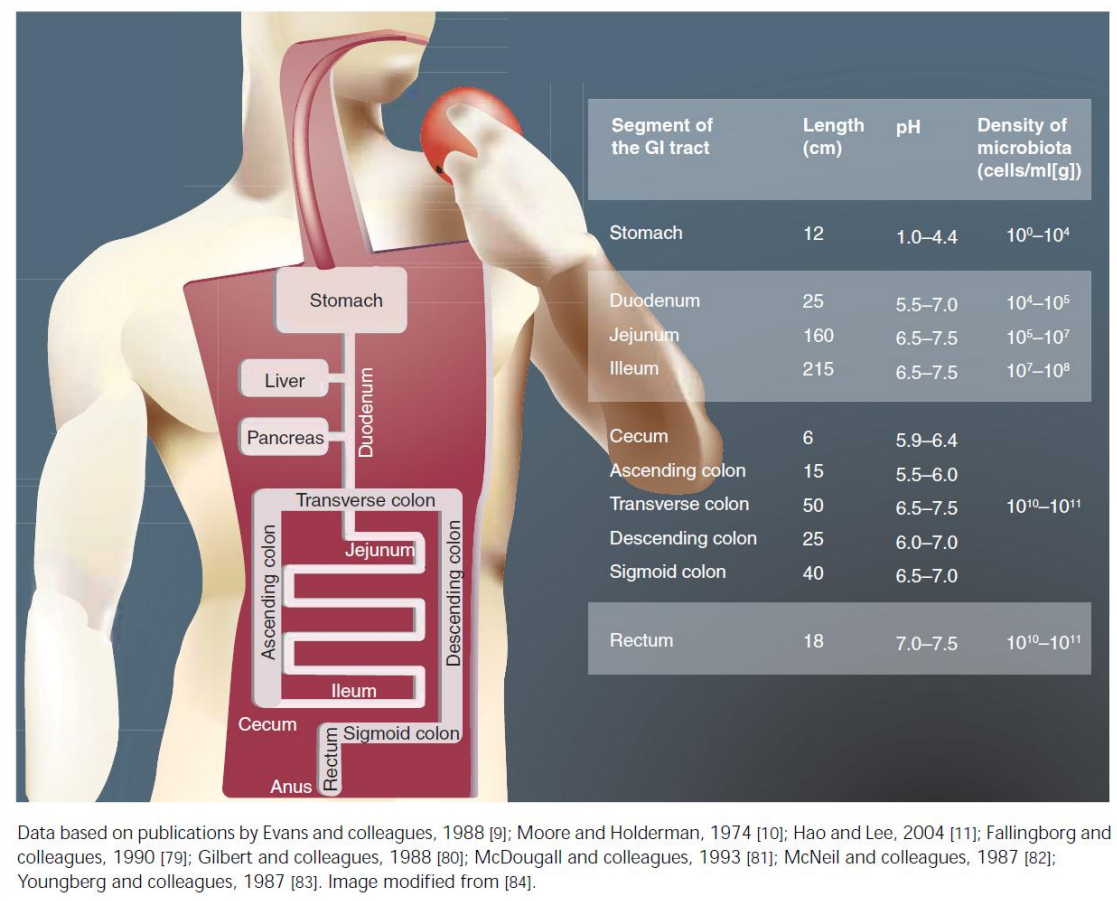 Segment of the GI tract Length (cm) pH Density of microbiota (cells/ml[g])
Stomach 12 1.0–4.4 10⁰–10⁴
Duodenum 25 5.5–7.0 10⁴–10⁵
Jejunum 160 6.5–7.5 10⁵–10⁷
Illeum 215 6.5–7.5 10⁷–10⁸
Cecum 6 5.9–6.4
Ascending colon 15 5.5–6.0
Transverse colon 50 6.5–7.5 10¹⁰–10¹¹
Descending colon 25 6.0–7.0
Sigmoid colon 40 6.5–7.0
Rectum 18 7.0–7.5 10¹⁰–10¹¹
Stomach
Liver
Duodenum
Pancreas
Transverse colon
Ascending colon
Jejunum
Descending colon
Ileum
Cecum
Sigmoid colon
Rectum
Anus
Data based on publications by Evans and colleagues, 1988 [9]; Moore and Holderman, 1974 [10]; Hao and Lee, 2004 [11]; Fallingborg and
colleagues, 1990 [79]; Gilbert and colleagues, 1988 [80]; McDougall and colleagues, 1993 [81]; McNeil and colleagues, 1987 [82];
Youngberg and colleagues, 1987 [83]. Image modified from [84].